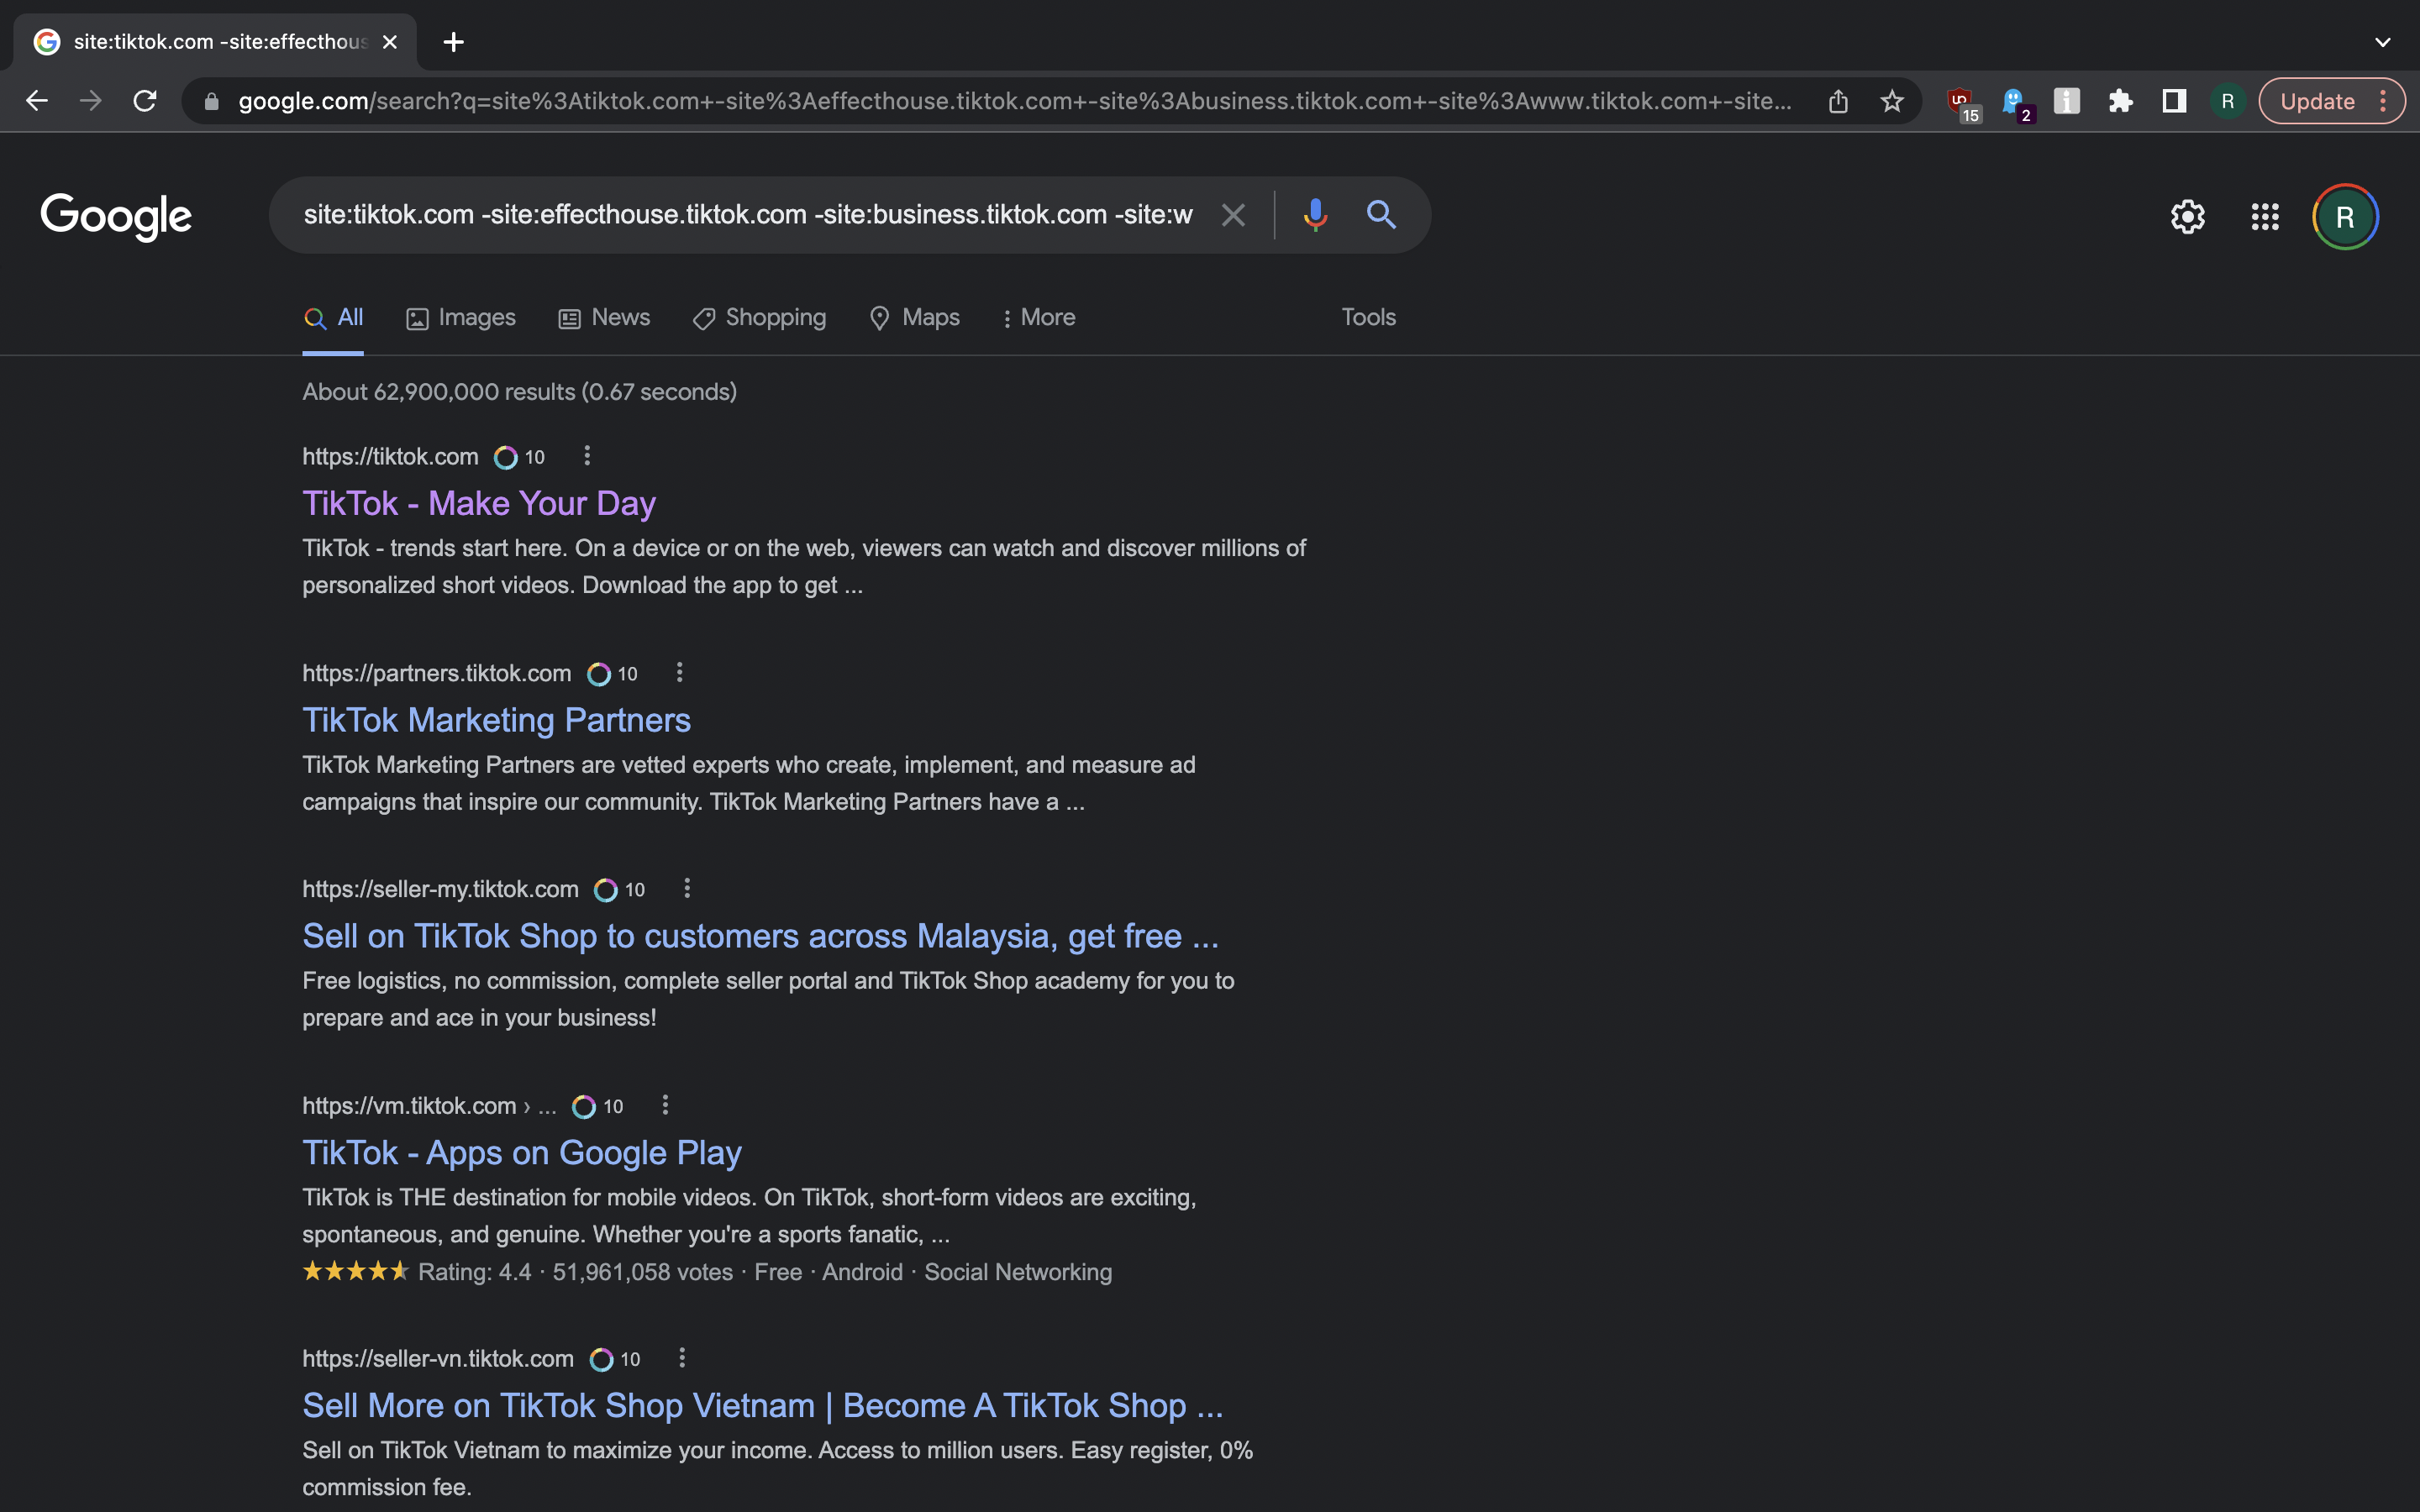 site:tiktok.com -site:effecthous
google.com/search?q=site%3Atiktok.com+-site%3Aeffecthouse.tiktok.com+-site%3Abusiness.tiktok.com+-site%3Awww.tiktok.com+-site...
15
2
R
Update
Google
site:tiktok.com -site:effecthouse.tiktok.com -site:business.tiktok.com -site:w
R
All
Images
News
Shopping
Maps
More
Tools
About 62,900,000 results (0.67 seconds)
https://tiktok.com 10
TikTok - Make Your Day
TikTok - trends start here. On a device or on the web, viewers can watch and discover millions of
personalized short videos. Download the app to get ...
https://partners.tiktok.com 10
TikTok Marketing Partners
TikTok Marketing Partners are vetted experts who create, implement, and measure ad
campaigns that inspire our community. TikTok Marketing Partners have a ...
https://seller-my.tiktok.com 10
Sell on TikTok Shop to customers across Malaysia, get free ...
Free logistics, no commission, complete seller portal and TikTok Shop academy for you to
prepare and ace in your business!
https://vm.tiktok.com › ... 10
TikTok - Apps on Google Play
TikTok is THE destination for mobile videos. On TikTok, short-form videos are exciting,
spontaneous, and genuine. Whether you're a sports fanatic, ...
Rating: 4.4 · 51,961,058 votes · Free · Android · Social Networking
https://seller-vn.tiktok.com 10
Sell More on TikTok Shop Vietnam | Become A TikTok Shop ...
Sell on TikTok Vietnam to maximize your income. Access to million users. Easy register, 0%
commission fee.